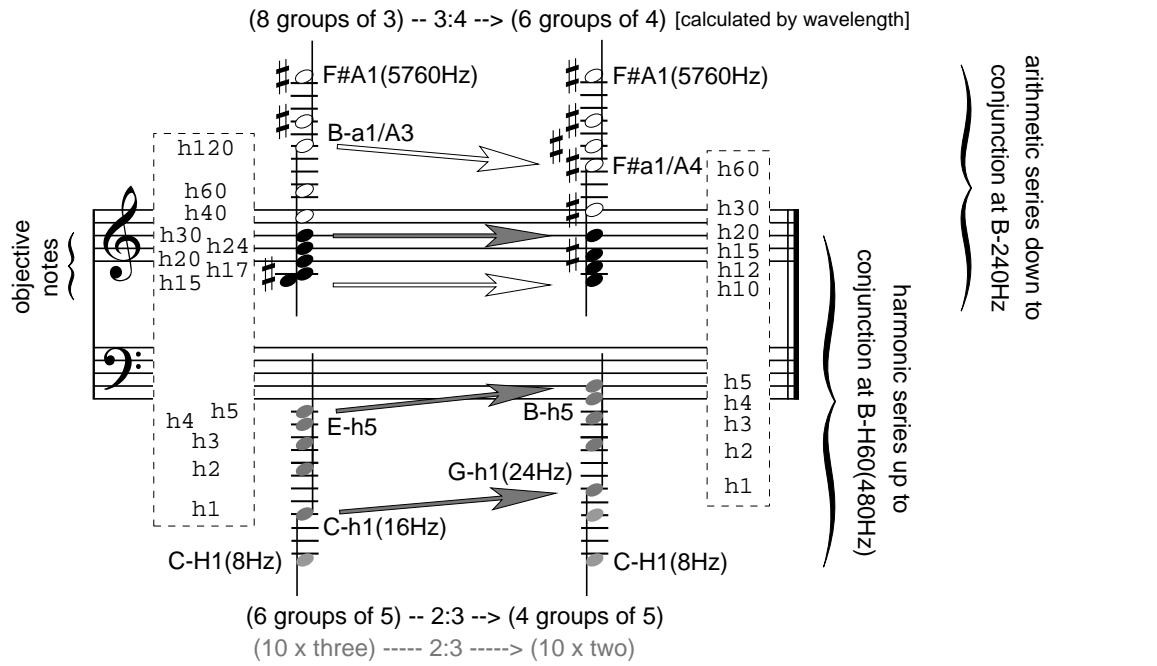 (8 groups of 3) -- 3:4 --> (6 groups of 4) [calculated by wavelength]
F#A1(5760Hz)
F#A1(5760Hz)
B-a1/A3
F#a1/A4
h120
h60
h40
h30
h24
h20
h17
h15
h60
h30
h20
h15
h12
h10
objective
notes
h5
h4
h3
h2
h1
h5
h4
h3
h2
h1
E-h5
B-h5
G-h1(24Hz)
C-h1(16Hz)
C-H1(8Hz)
C-H1(8Hz)
arithmetic series down to
conjunction at B-240Hz
harmonic series up to
conjunction at B-H60(480Hz)
(6 groups of 5) -- 2:3 --> (4 groups of 5)
(10 x three) ----- 2:3 -----> (10 x two)